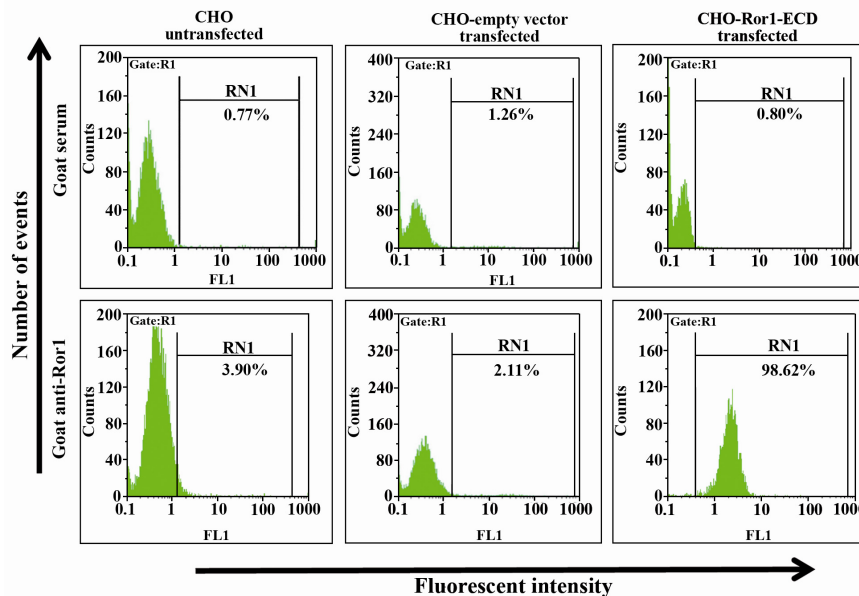 CHO
untransfected
CHO-empty vector
transfected
CHO-Ror1-ECD
transfected
Number of events
Goat serum
Goat anti-Ror1
Gate:R1
RN1
0.77%
Counts
200
160
120
80
40
0
0.1 1 10 100 1000
FL1
Gate:R1
RN1
1.26%
Counts
400
320
240
160
80
0
0.1 1 10 100 1000
FL1
Gate:R1
RN1
0.80%
Counts
200
160
120
80
40
0
0.1 1 10 100 1000
FL1
Gate:R1
RN1
3.90%
Counts
200
160
120
80
40
0
0.1 1 10 100 1000
FL1
Gate:R1
RN1
2.11%
Counts
400
320
240
160
80
0
0.1 1 10 100 1000
FL1
Gate:R1
RN1
98.62%
Counts
200
160
120
80
40
0
0.1 1 10 100 1000
FL1
Fluorescent intensity